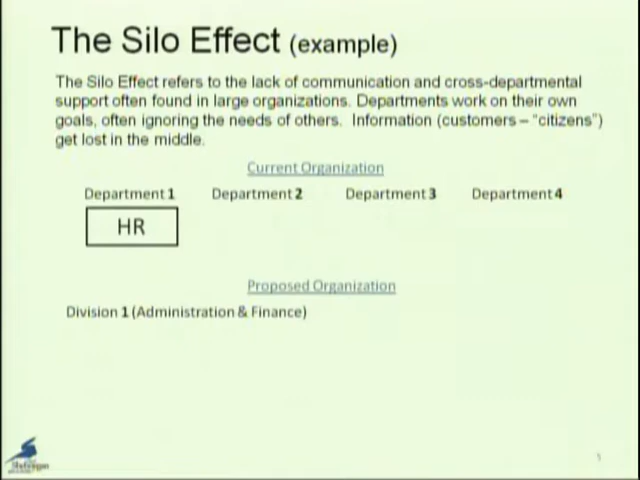 The Silo Effect (example)
The Silo Effect refers to the lack of communication and cross-departmental
support often found in large organizations. Departments work on their own
goals, often ignoring the needs of others.  Information (customers – "citizens")
get lost in the middle.
Current Organization
Department 1 Department 2 Department 3 Department 4
HR
Proposed Organization
Division 1 (Administration & Finance)